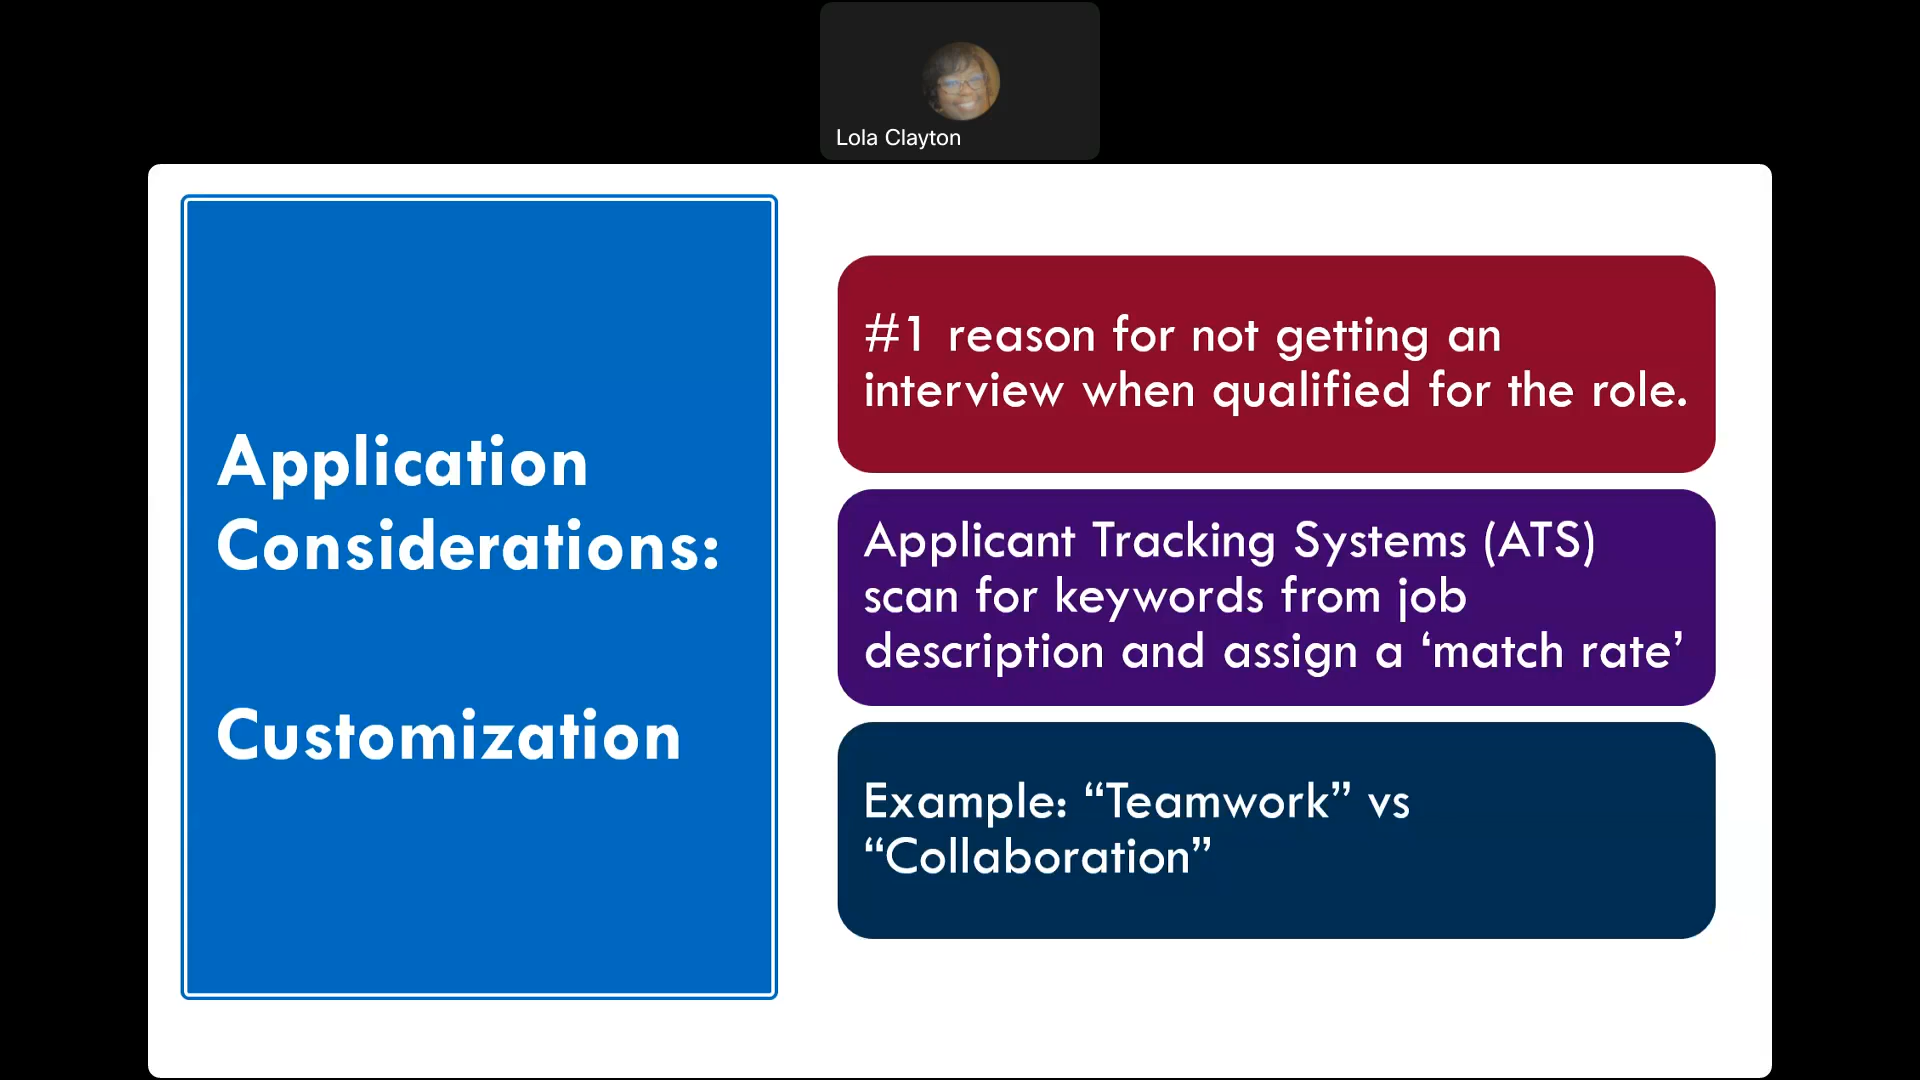 Lola Clayton
Application
Considerations:
Customization
#1 reason for not getting an
interview when qualified for the role.
Applicant Tracking Systems (ATS)
scan for keywords from job
description and assign a ‘match rate’
Example: “Teamwork” vs
“Collaboration”